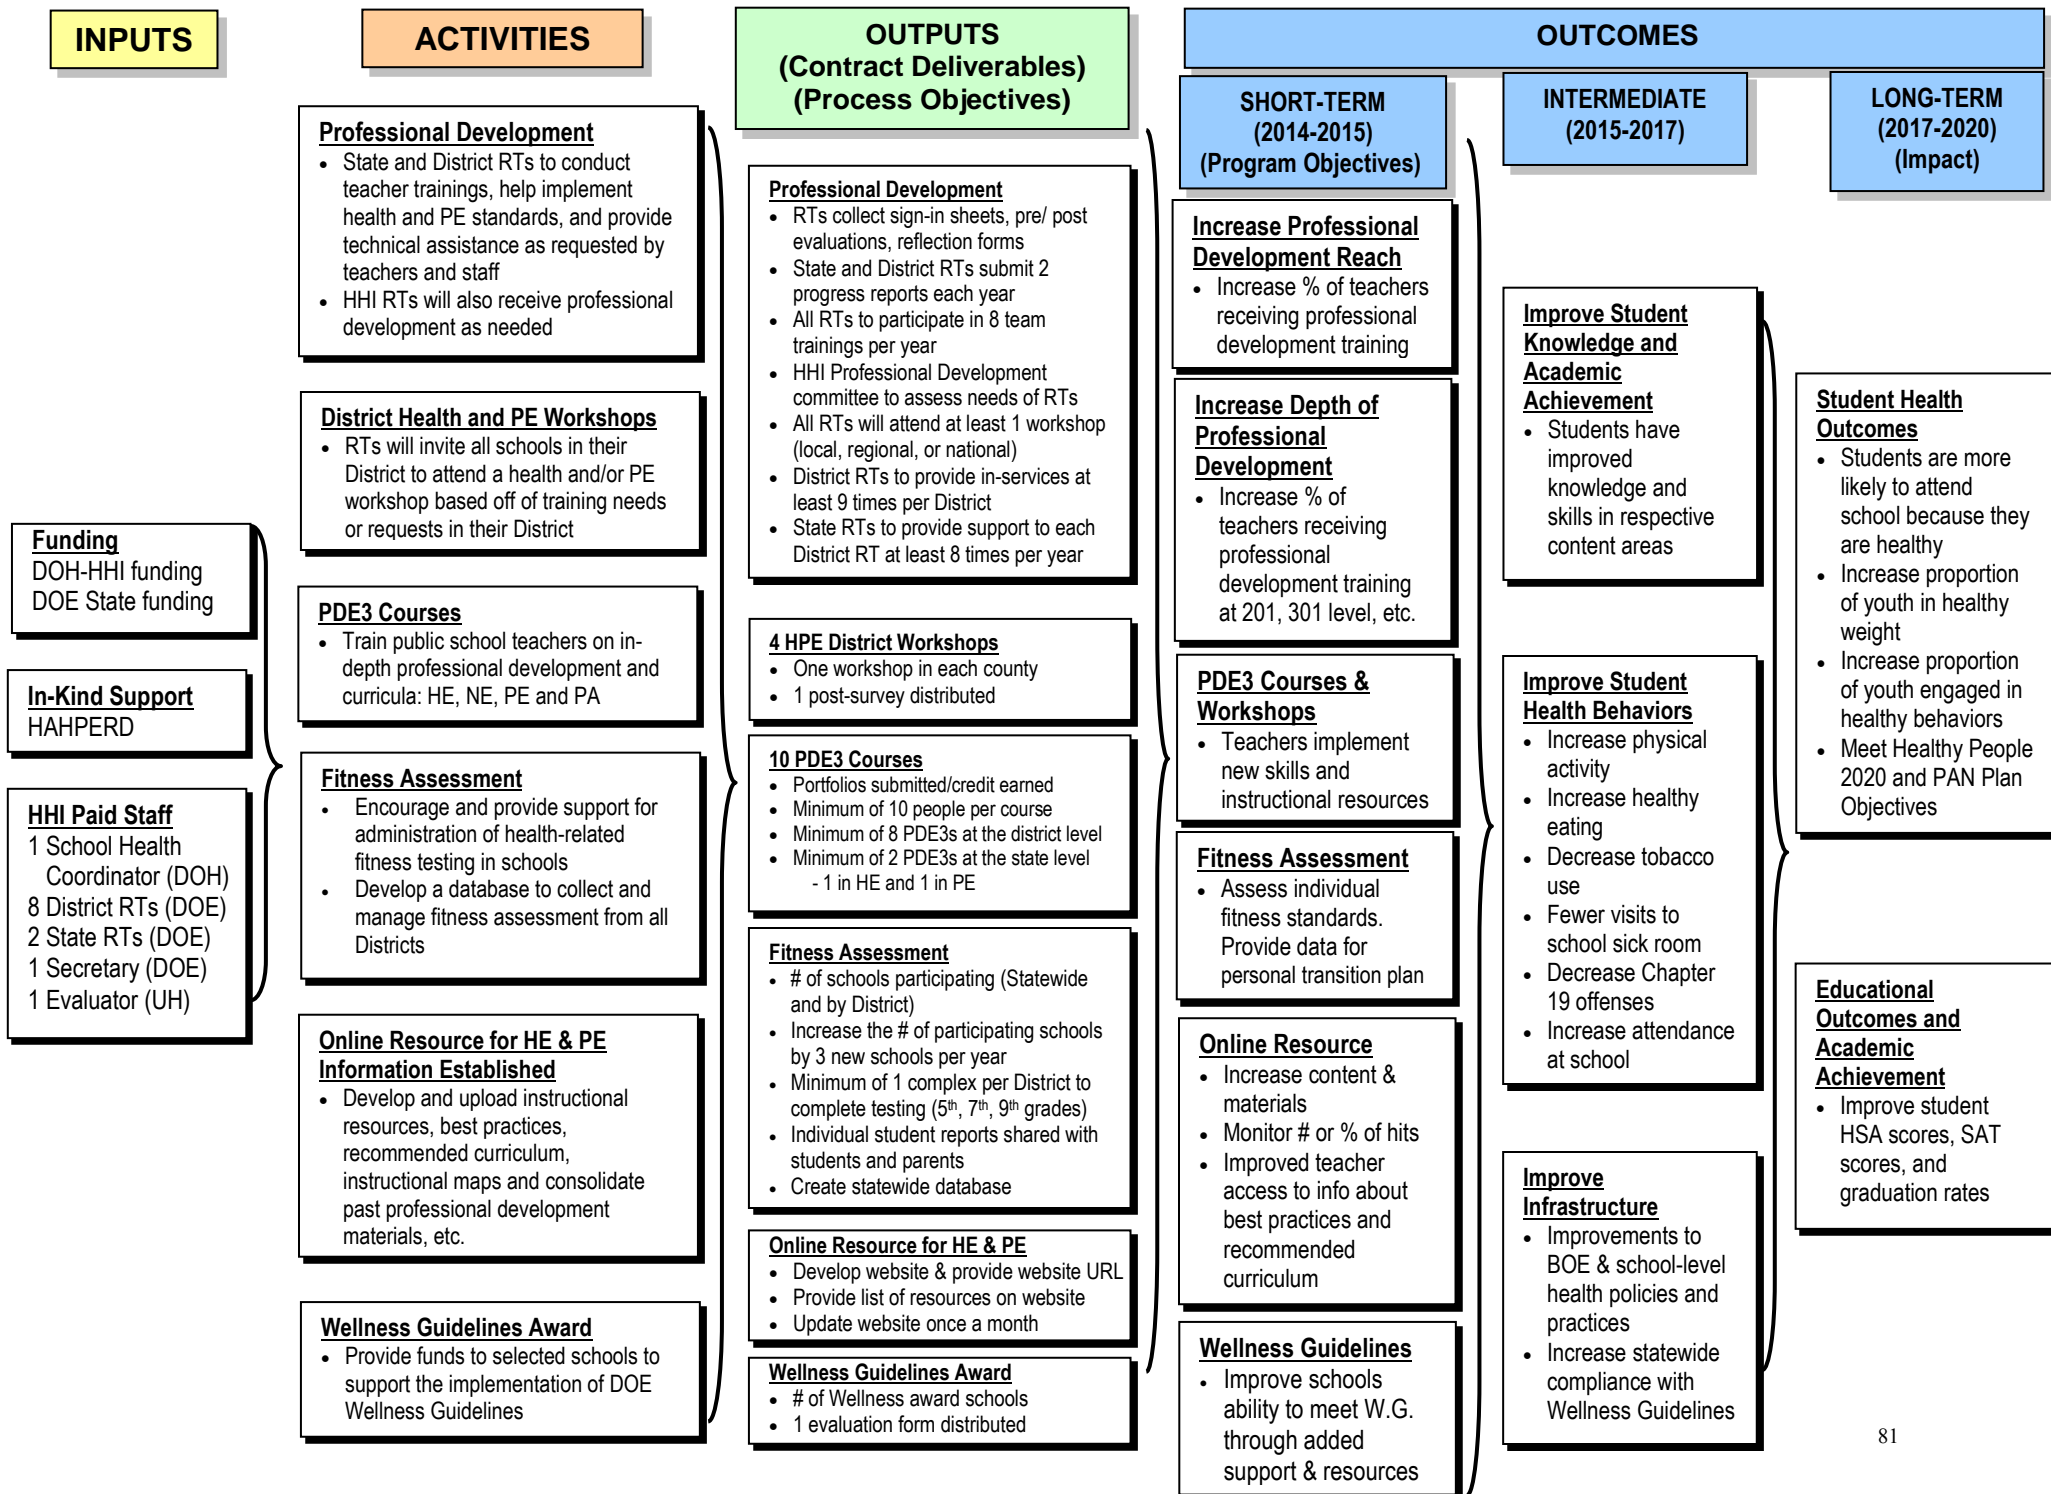 INPUTS
ACTIVITIES
OUTPUTS
(Contract Deliverables)
(Process Objectives)
OUTCOMES
SHORT-TERM
(2014-2015)
(Program Objectives)
INTERMEDIATE
(2015-2017)
LONG-TERM
(2017-2020)
(Impact)
Funding
DOH-HHI funding
DOE State funding
In-Kind Support
HAHPERD
HHI Paid Staff
1 School Health
Coordinator (DOH)
8 District RTs (DOE)
2 State RTs (DOE)
1 Secretary (DOE)
1 Evaluator (UH)
Professional Development
• State and District RTs to conduct
teacher trainings, help implement
health and PE standards, and provide
technical assistance as requested by
teachers and staff
• HHI RTs will also receive professional
development as needed
District Health and PE Workshops
• RTs will invite all schools in their
District to attend a health and/or PE
workshop based off of training needs
or requests in their District
PDE3 Courses
• Train public school teachers on in-
depth professional development and
curricula: HE, NE, PE and PA
Fitness Assessment
• Encourage and provide support for
administration of health-related
fitness testing in schools
• Develop a database to collect and
manage fitness assessment from all
Districts
Online Resource for HE & PE
Information Established
• Develop and upload instructional
resources, best practices,
recommended curriculum,
instructional maps and consolidate
past professional development
materials, etc.
Wellness Guidelines Award
• Provide funds to selected schools to
support the implementation of DOE
Wellness Guidelines
Professional Development
• RTs collect sign-in sheets, pre/ post
evaluations, reflection forms
• State and District RTs submit 2
progress reports each year
• All RTs to participate in 8 team
trainings per year
• HHI Professional Development
committee to assess needs of RTs
• All RTs will attend at least 1 workshop
(local, regional, or national)
• District RTs to provide in-services at
least 9 times per District
• State RTs to provide support to each
District RT at least 8 times per year
4 HPE District Workshops
• One workshop in each county
• 1 post-survey distributed
10 PDE3 Courses
• Portfolios submitted/credit earned
• Minimum of 10 people per course
• Minimum of 8 PDE3s at the district level
• Minimum of 2 PDE3s at the state level
- 1 in HE and 1 in PE
Fitness Assessment
• # of schools participating (Statewide
and by District)
• Increase the # of participating schools
by 3 new schools per year
• Minimum of 1 complex per District to
complete testing (5th, 7th, 9th grades)
• Individual student reports shared with
students and parents
• Create statewide database
Online Resource for HE & PE
• Develop website & provide website URL
• Provide list of resources on website
• Update website once a month
Wellness Guidelines Award
• # of Wellness award schools
• 1 evaluation form distributed
Increase Professional
Development Reach
• Increase % of teachers
receiving professional
development training
Increase Depth of
Professional
Development
• Increase % of
teachers receiving
professional
development training
at 201, 301 level, etc.
PDE3 Courses &
Workshops
• Teachers implement
new skills and
instructional resources
Fitness Assessment
• Assess individual
fitness standards.
Provide data for
personal transition plan
Online Resource
• Increase content &
materials
• Monitor # or % of hits
• Improved teacher
access to info about
best practices and
recommended
curriculum
Wellness Guidelines
• Improve schools
ability to meet W.G.
through added
support & resources
Improve Student
Knowledge and
Academic
Achievement
• Students have
improved
knowledge and
skills in respective
content areas
Improve Student
Health Behaviors
• Increase physical
activity
• Increase healthy
eating
• Decrease tobacco
use
• Fewer visits to
school sick room
• Decrease Chapter
19 offenses
• Increase attendance
at school
Improve
Infrastructure
• Improvements to
BOE & school-level
health policies and
practices
• Increase statewide
compliance with
Wellness Guidelines
Student Health
Outcomes
• Students are more
likely to attend
school because they
are healthy
• Increase proportion
of youth in healthy
weight
• Increase proportion
of youth engaged in
healthy behaviors
• Meet Healthy People
2020 and PAN Plan
Objectives
Educational
Outcomes and
Academic
Achievement
• Improve student
HSA scores, SAT
scores, and
graduation rates
81